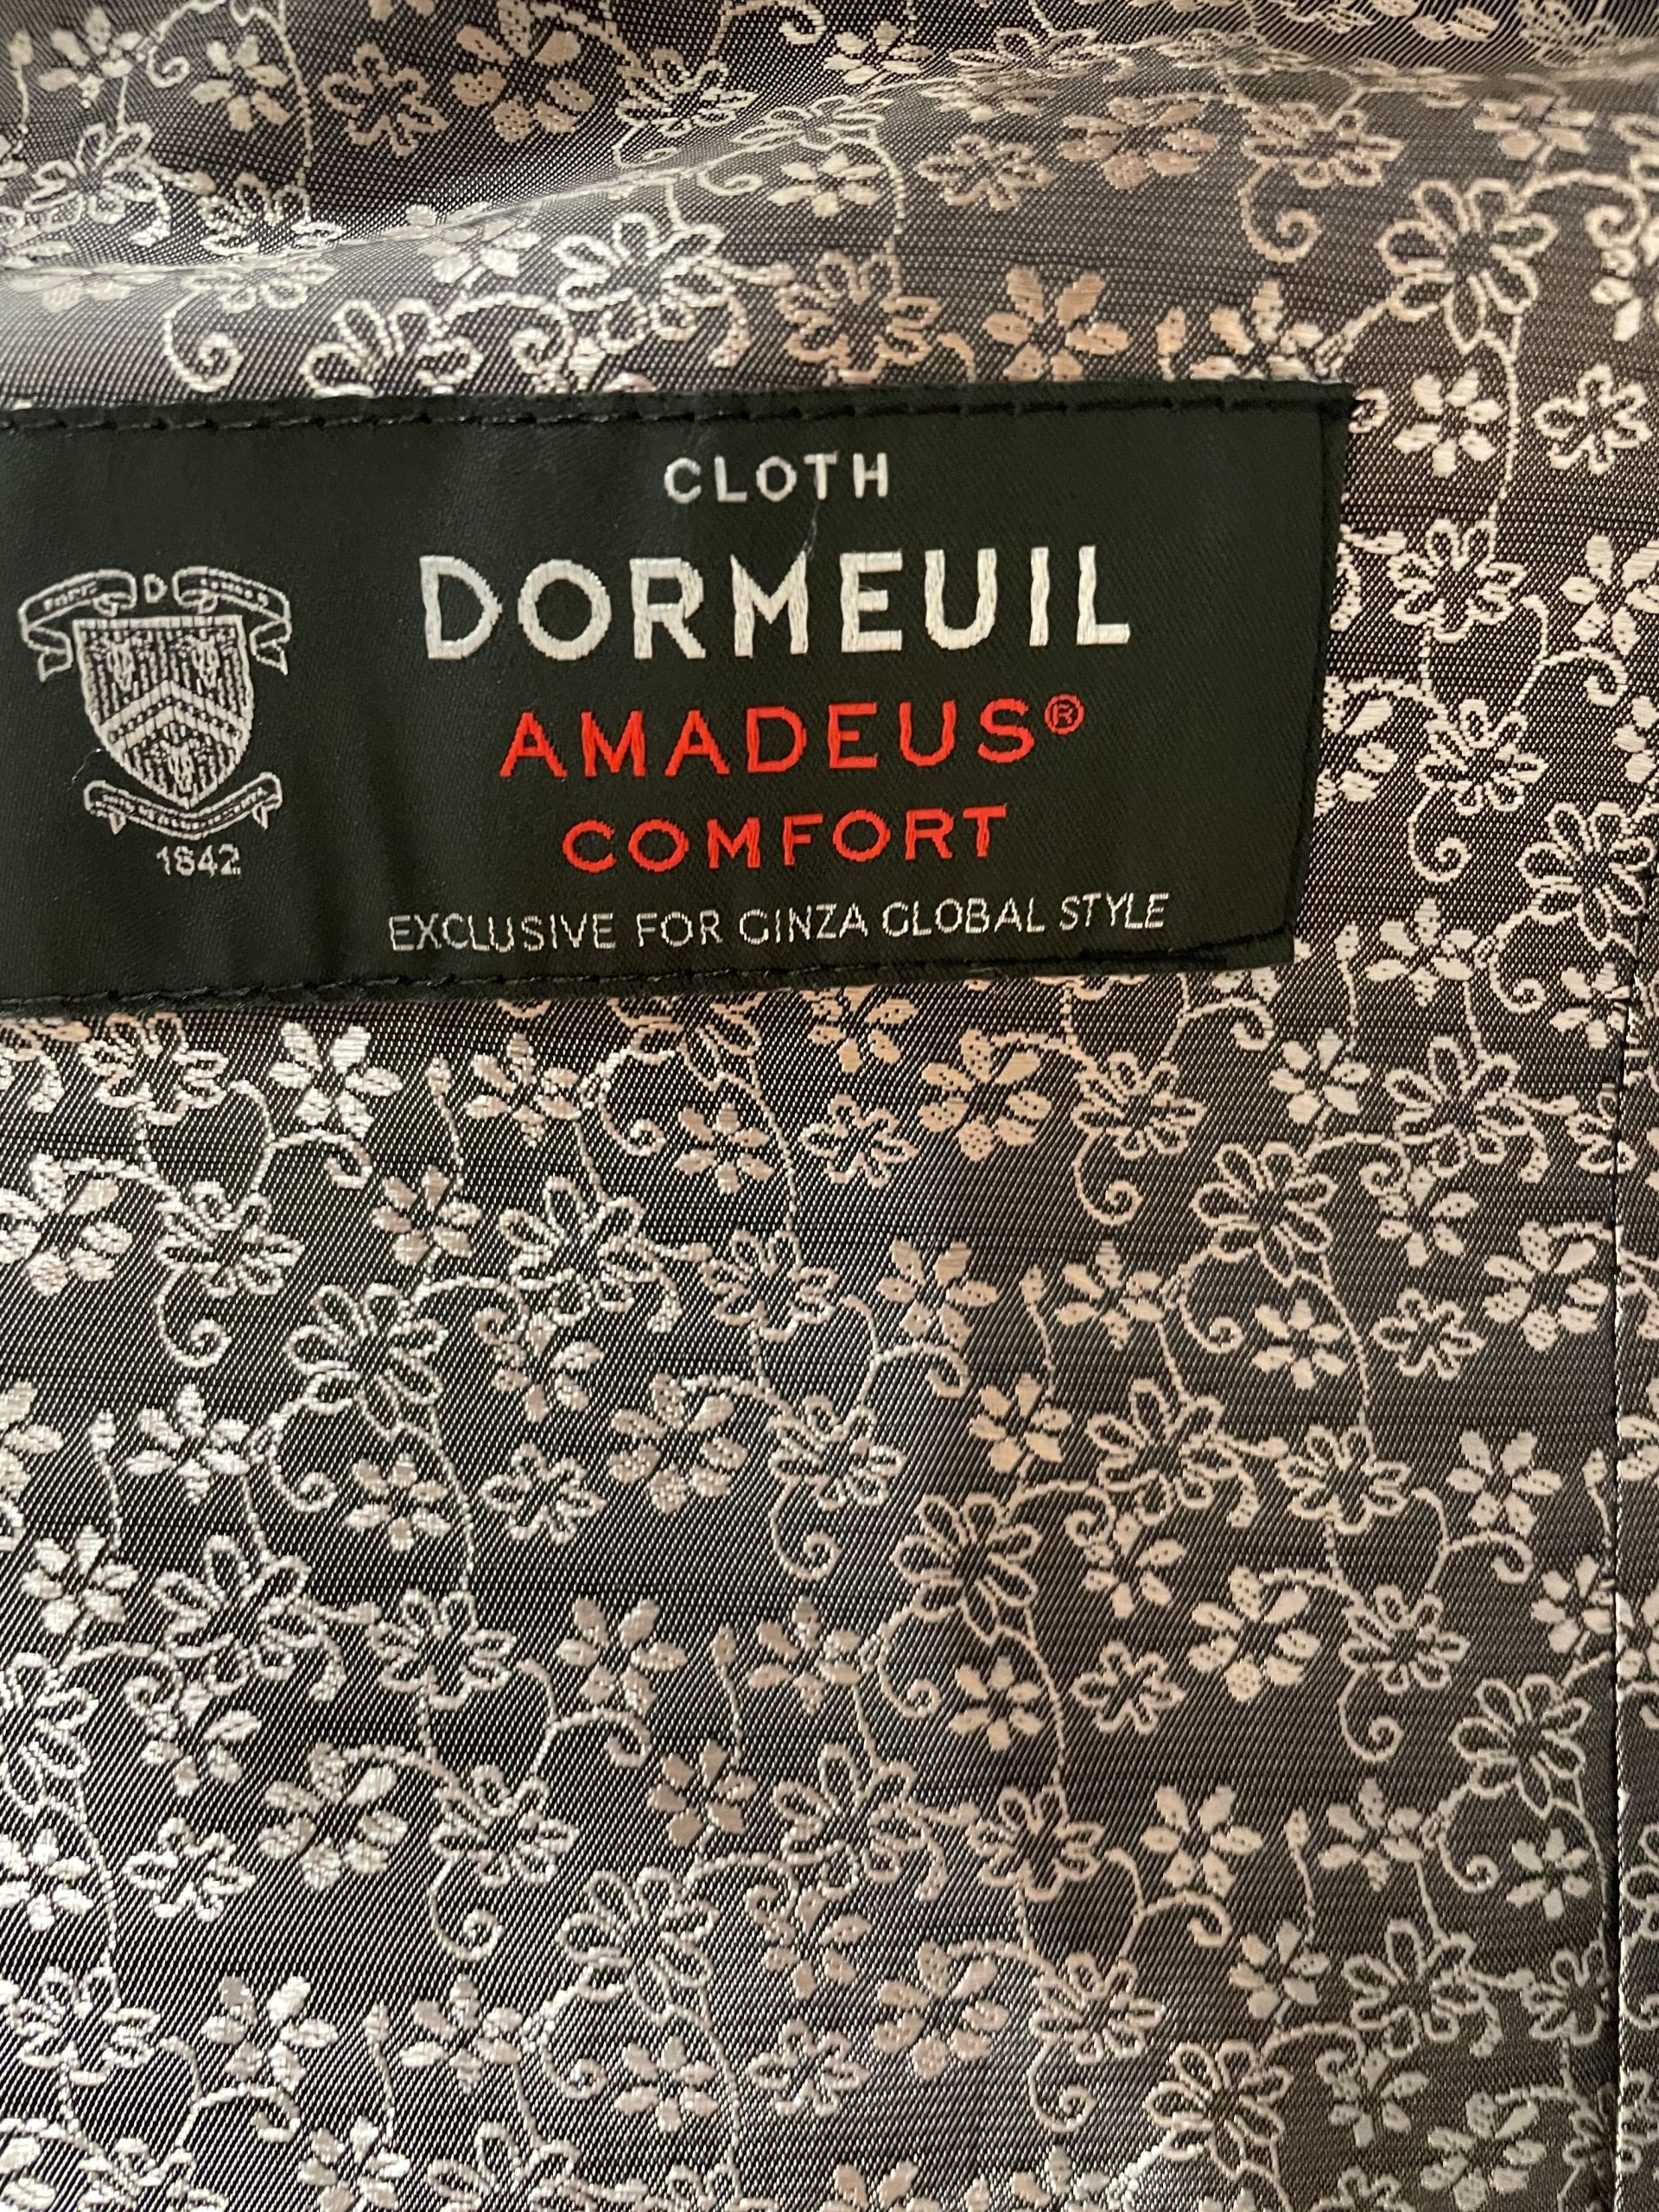 CLOTH
DORMEUIL
AMADEUS®
COMFORT
EXCLUSIVE FOR GINZA GLOBAL STYLE
D
1842